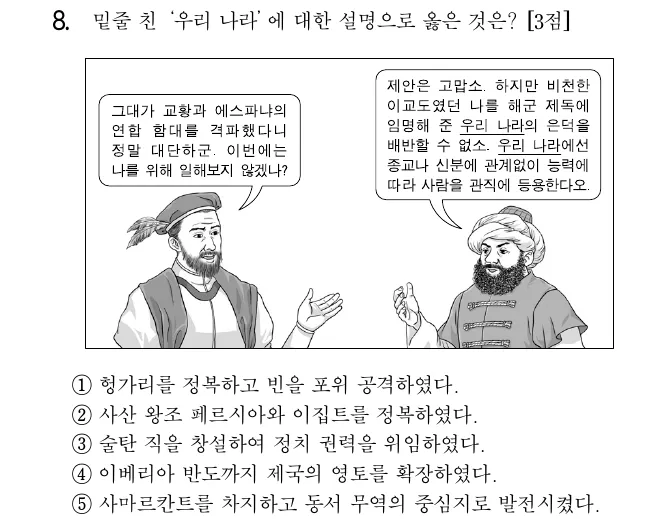 8. 밑줄 친 ‘우리 나라’에 대한 설명으로 옳은 것은? [3점]
그대가 교황과 에스파냐의
연합 함대를 격파했다니
정말 대단하군. 이번에는
나를 위해 일해보지 않겠나?
제안은 고맙소. 하지만 비천한
이교도였던 나를 해군 제독에
임명해 준 우리 나라의 은덕을
배반할 수 없소. 우리 나라에선
종교나 신분에 관계없이 능력에
따라 사람을 관직에 등용한다오.
① 헝가리를 정복하고 빈을 포위 공격하였다.
② 사산 왕조 페르시아와 이집트를 정복하였다.
③ 술탄 직을 창설하여 정치 권력을 위임하였다.
④ 이베리아 반도까지 제국의 영토를 확장하였다.
⑤ 사마르칸트를 차지하고 동서 무역의 중심지로 발전시켰다.